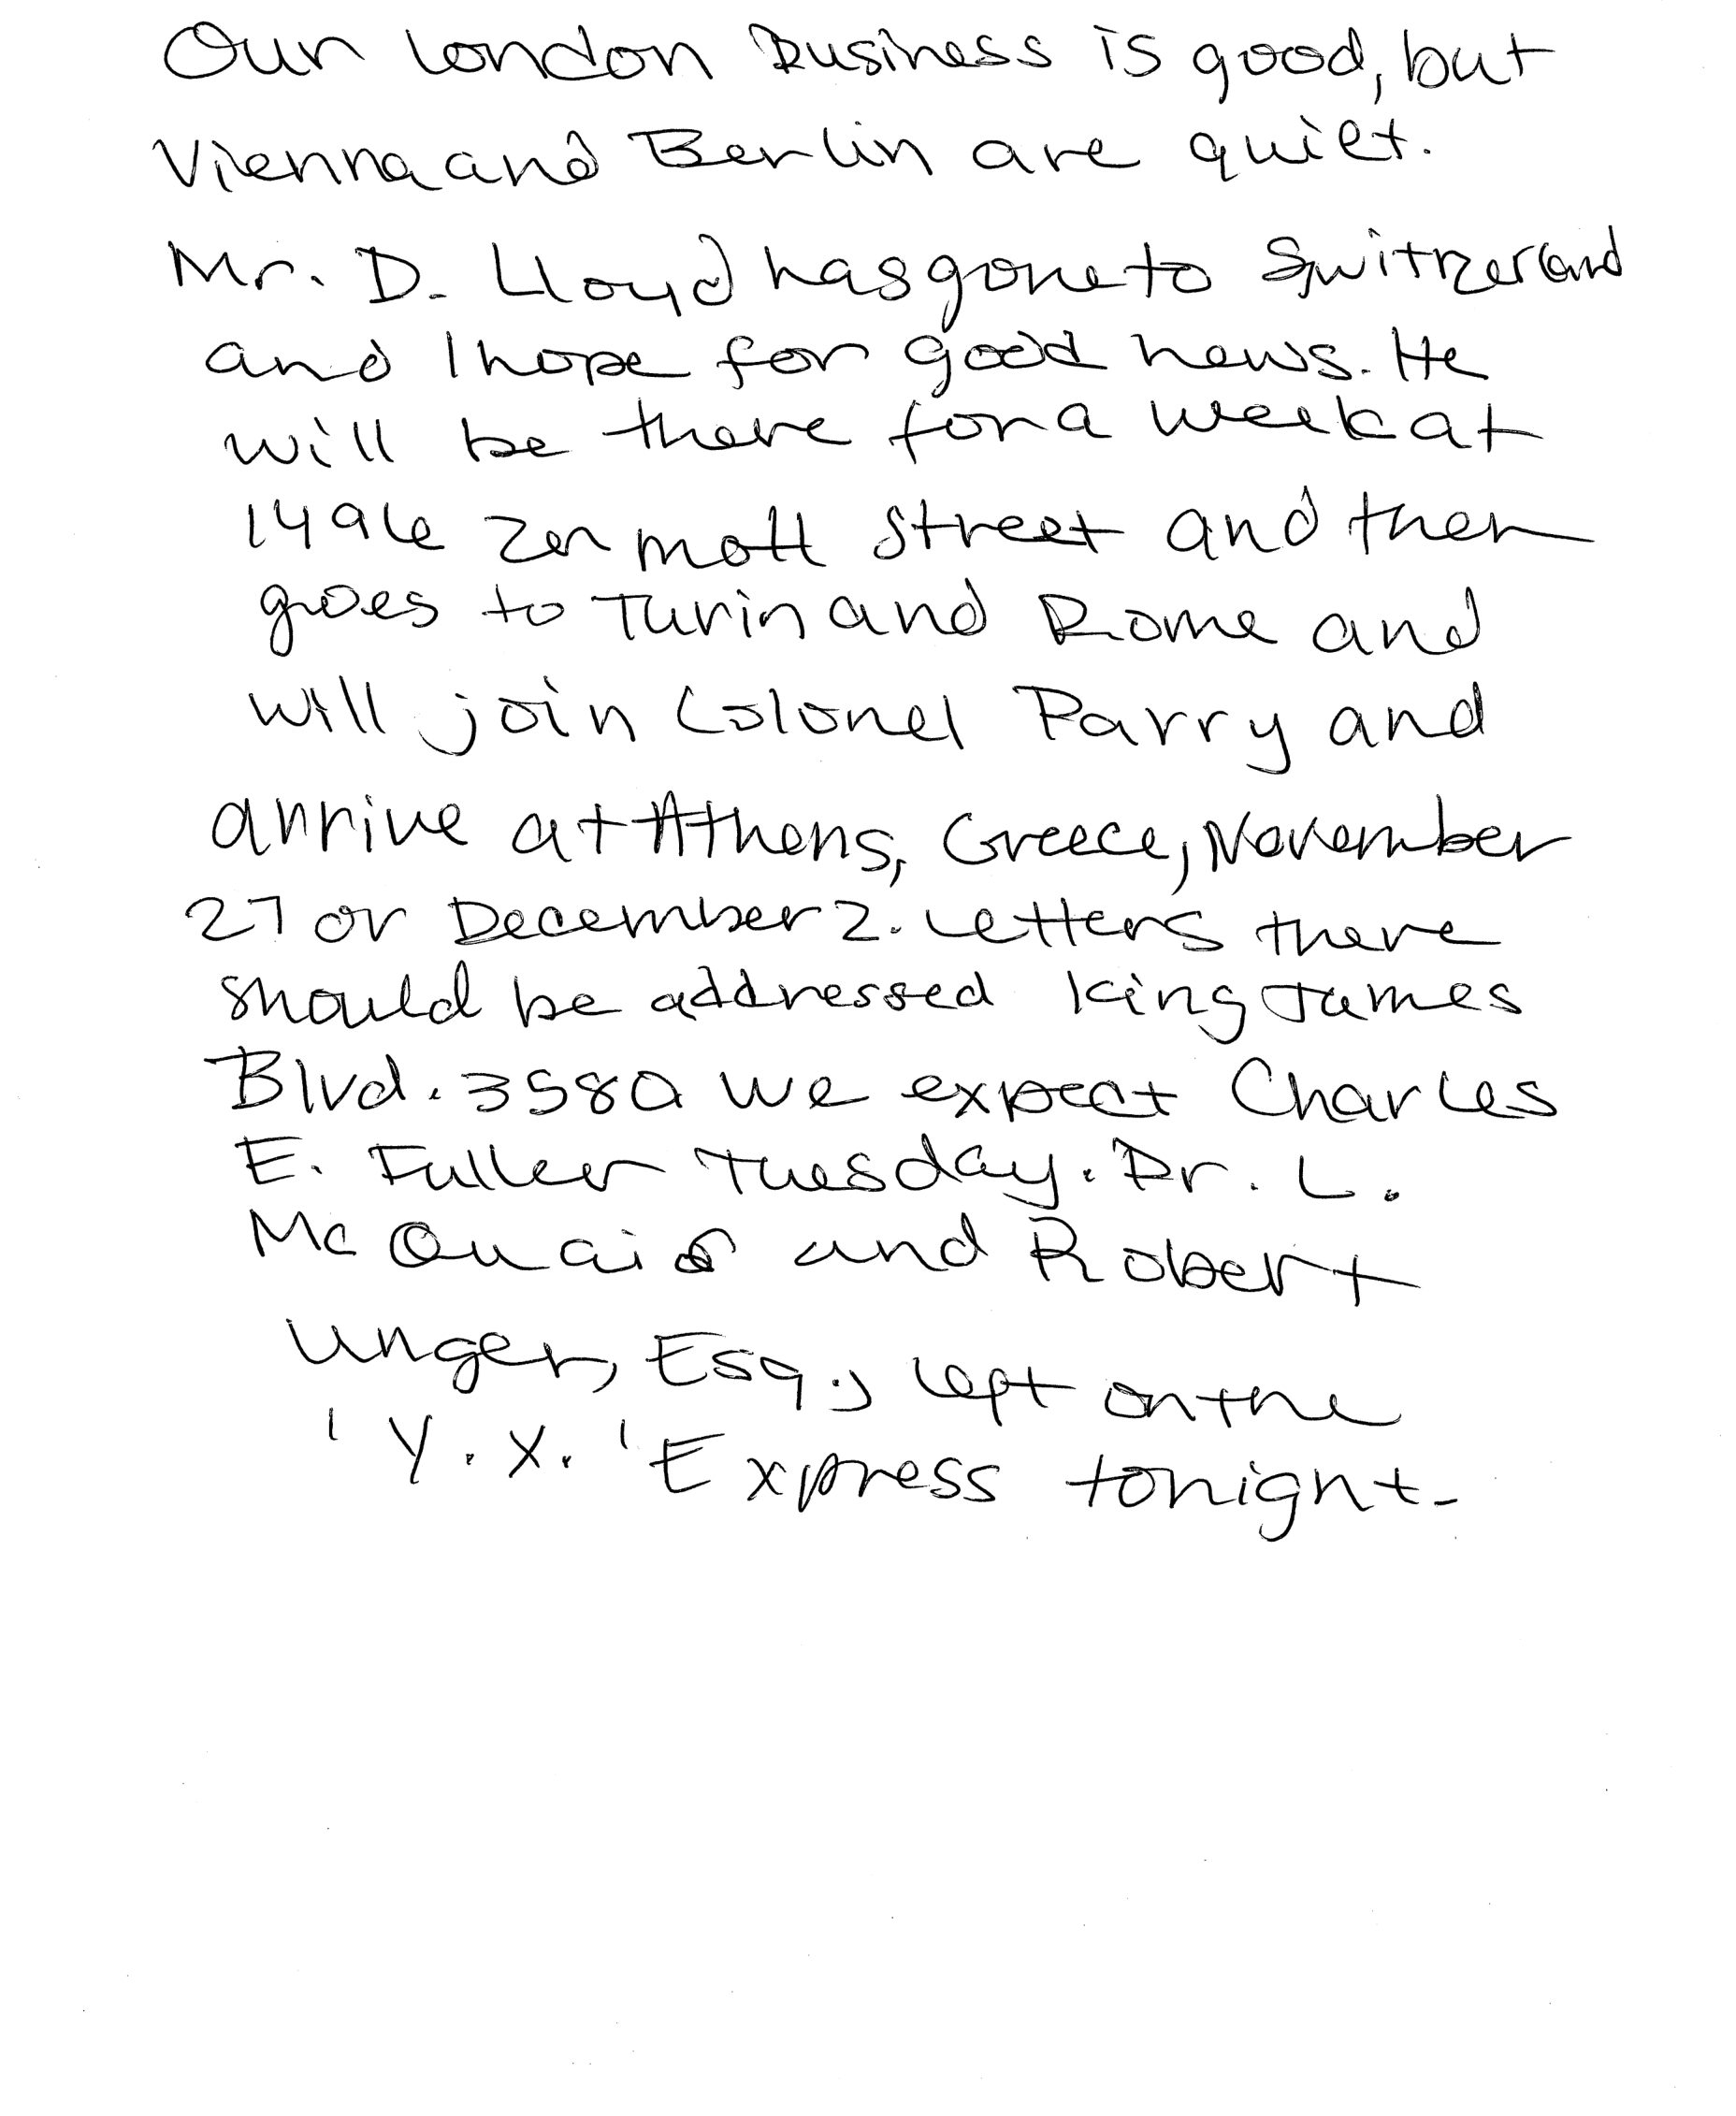 Our London Business is good, but
Vienna and Berlin are quiet.
Mr. D. Lloyd has gone to Switzerland
and I hope for good news. He
will be there for a week at
1496 Zermott Street and then
goes to Turin and Rome and
will join Colonel Parry and
arrive at Athens, Greece, November
27 or December 2. Letters there
should be addressed King James
Blvd. 3580 We expect Charles
E. Fuller Tuesday. Dr. L.
McQuaid and Robert
Unger, Esq., left on the
'Y.X.' Express tonight.